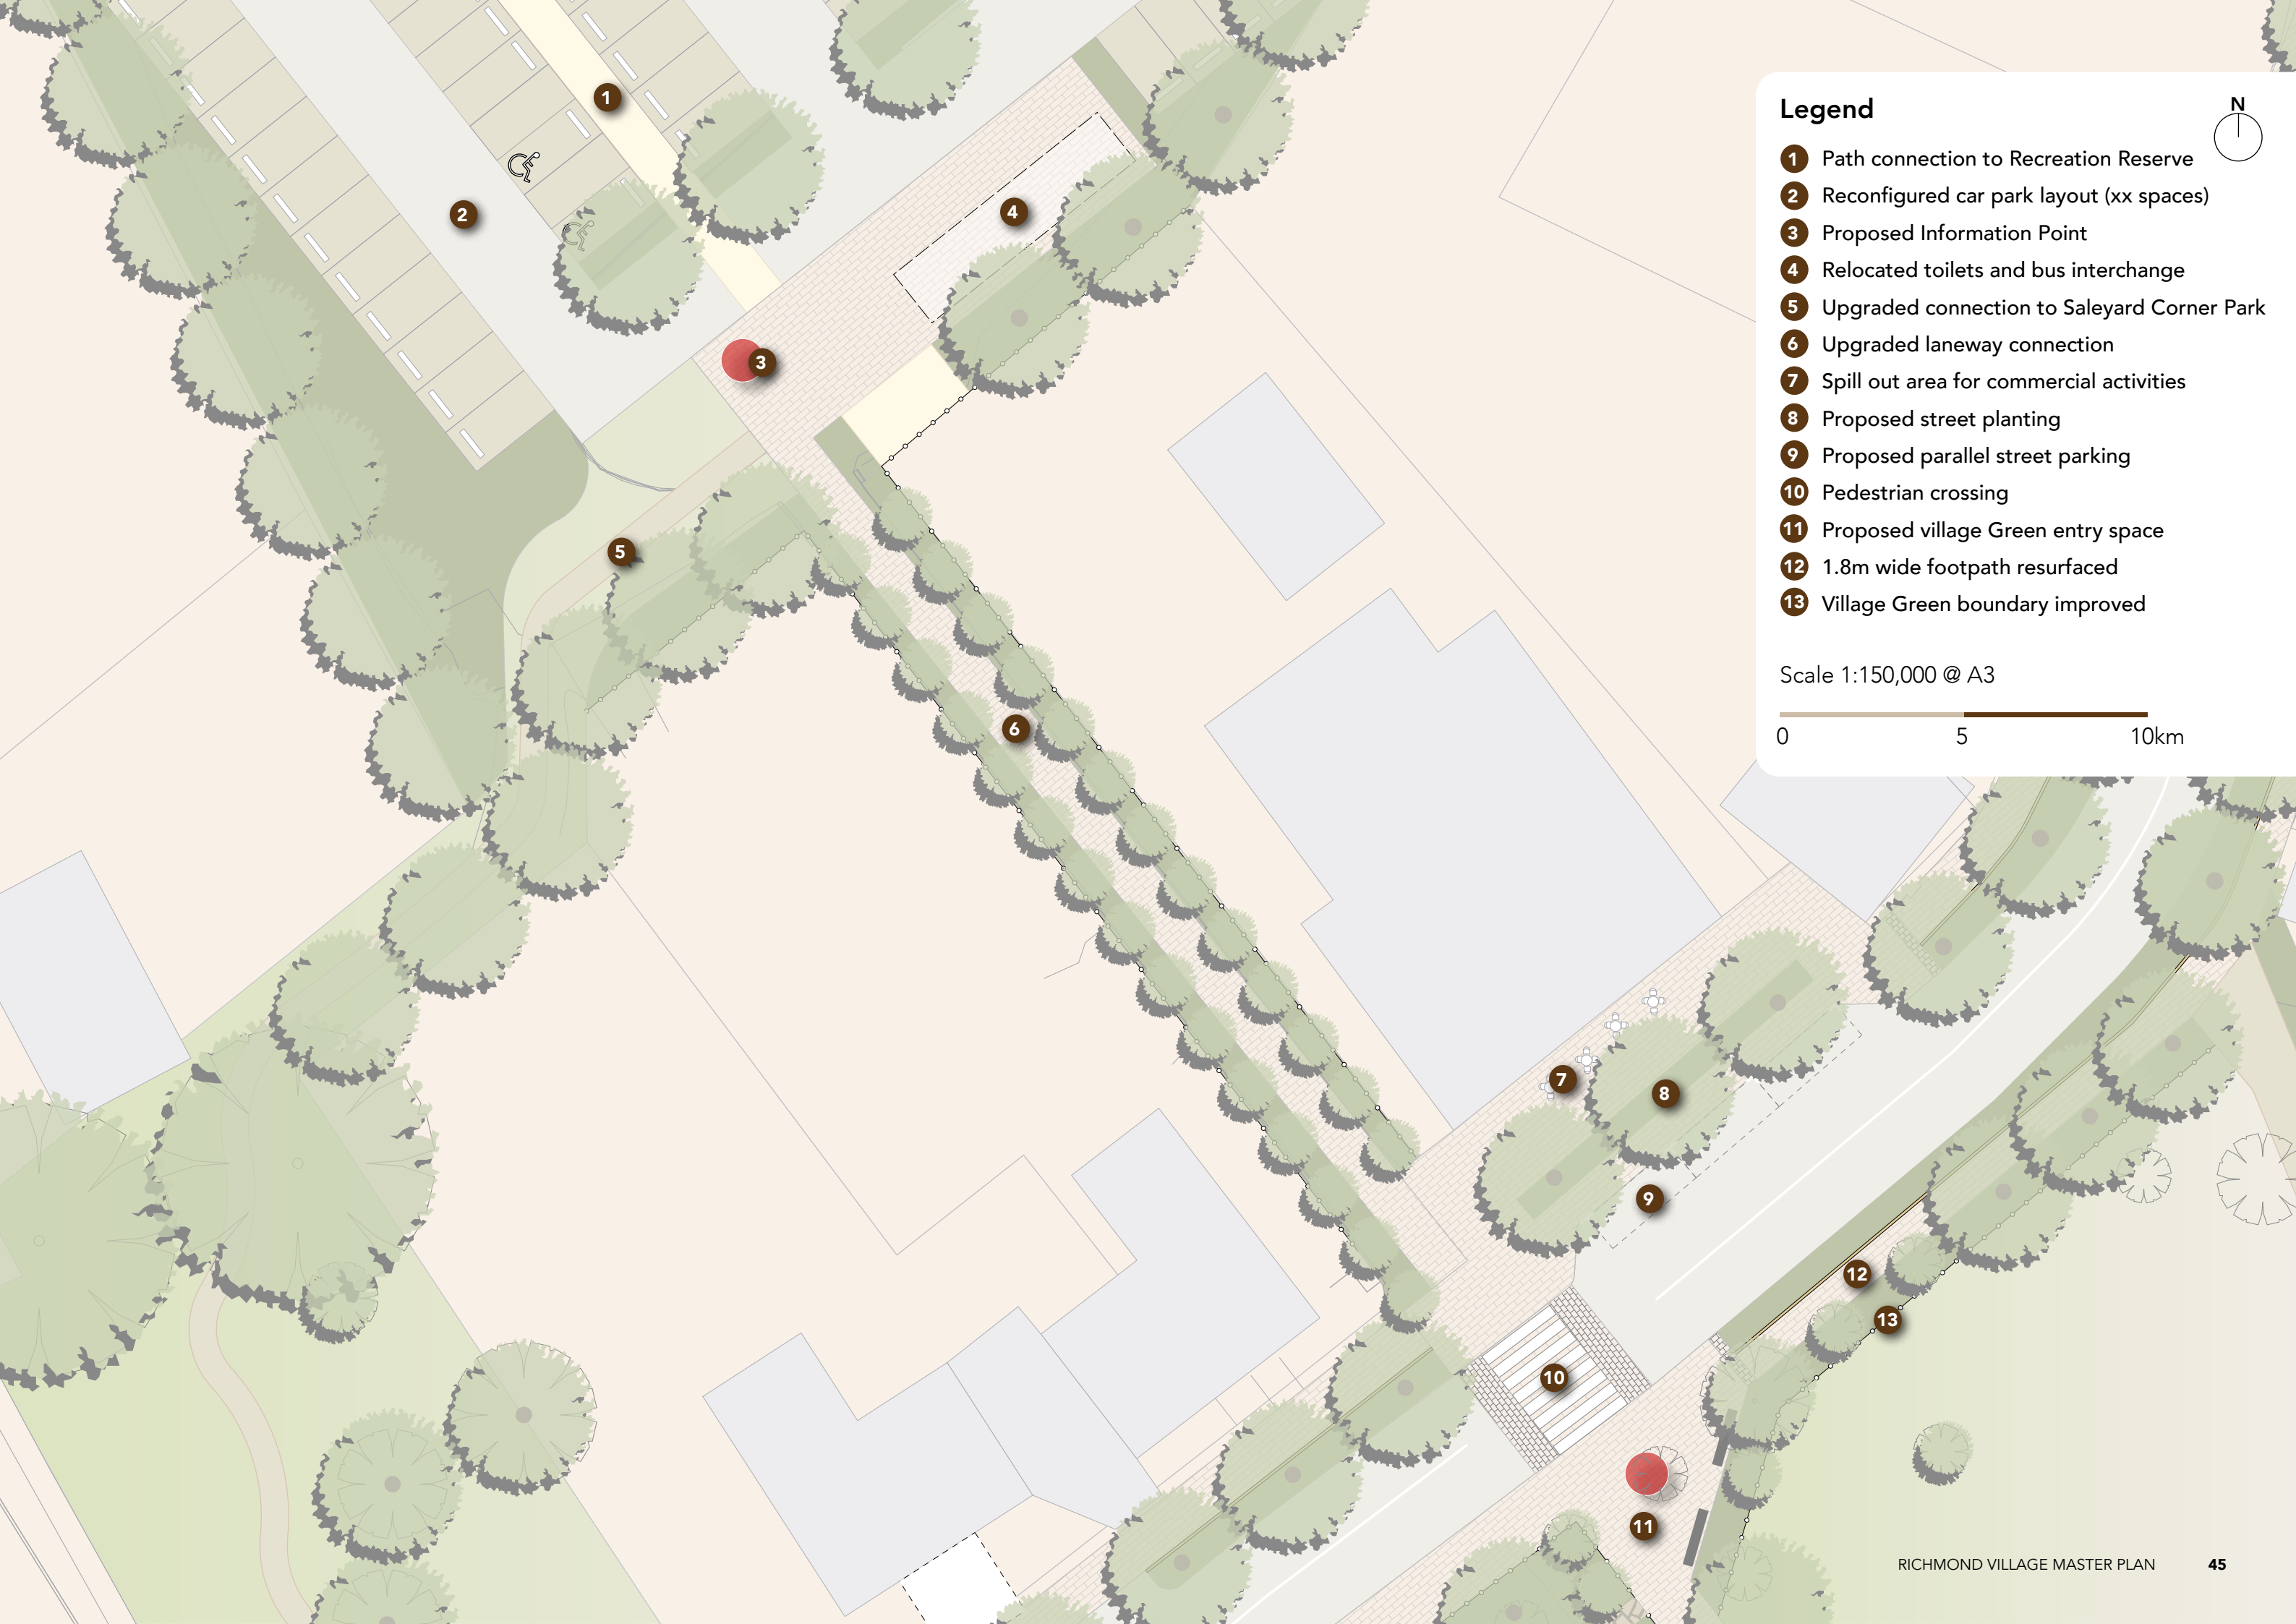 1
2
3
4
5
6
7
8
9
10
11
12
13
Legend
N
1 Path connection to Recreation Reserve
2 Reconfigured car park layout (xx spaces)
3 Proposed Information Point
4 Relocated toilets and bus interchange
5 Upgraded connection to Saleyard Corner Park
6 Upgraded laneway connection
7 Spill out area for commercial activities
8 Proposed street planting
9 Proposed parallel street parking
10 Pedestrian crossing
11 Proposed village Green entry space
12 1.8m wide footpath resurfaced
13 Village Green boundary improved
Scale 1:150,000 @ A3
0 5 10km
RICHMOND VILLAGE MASTER PLAN 45